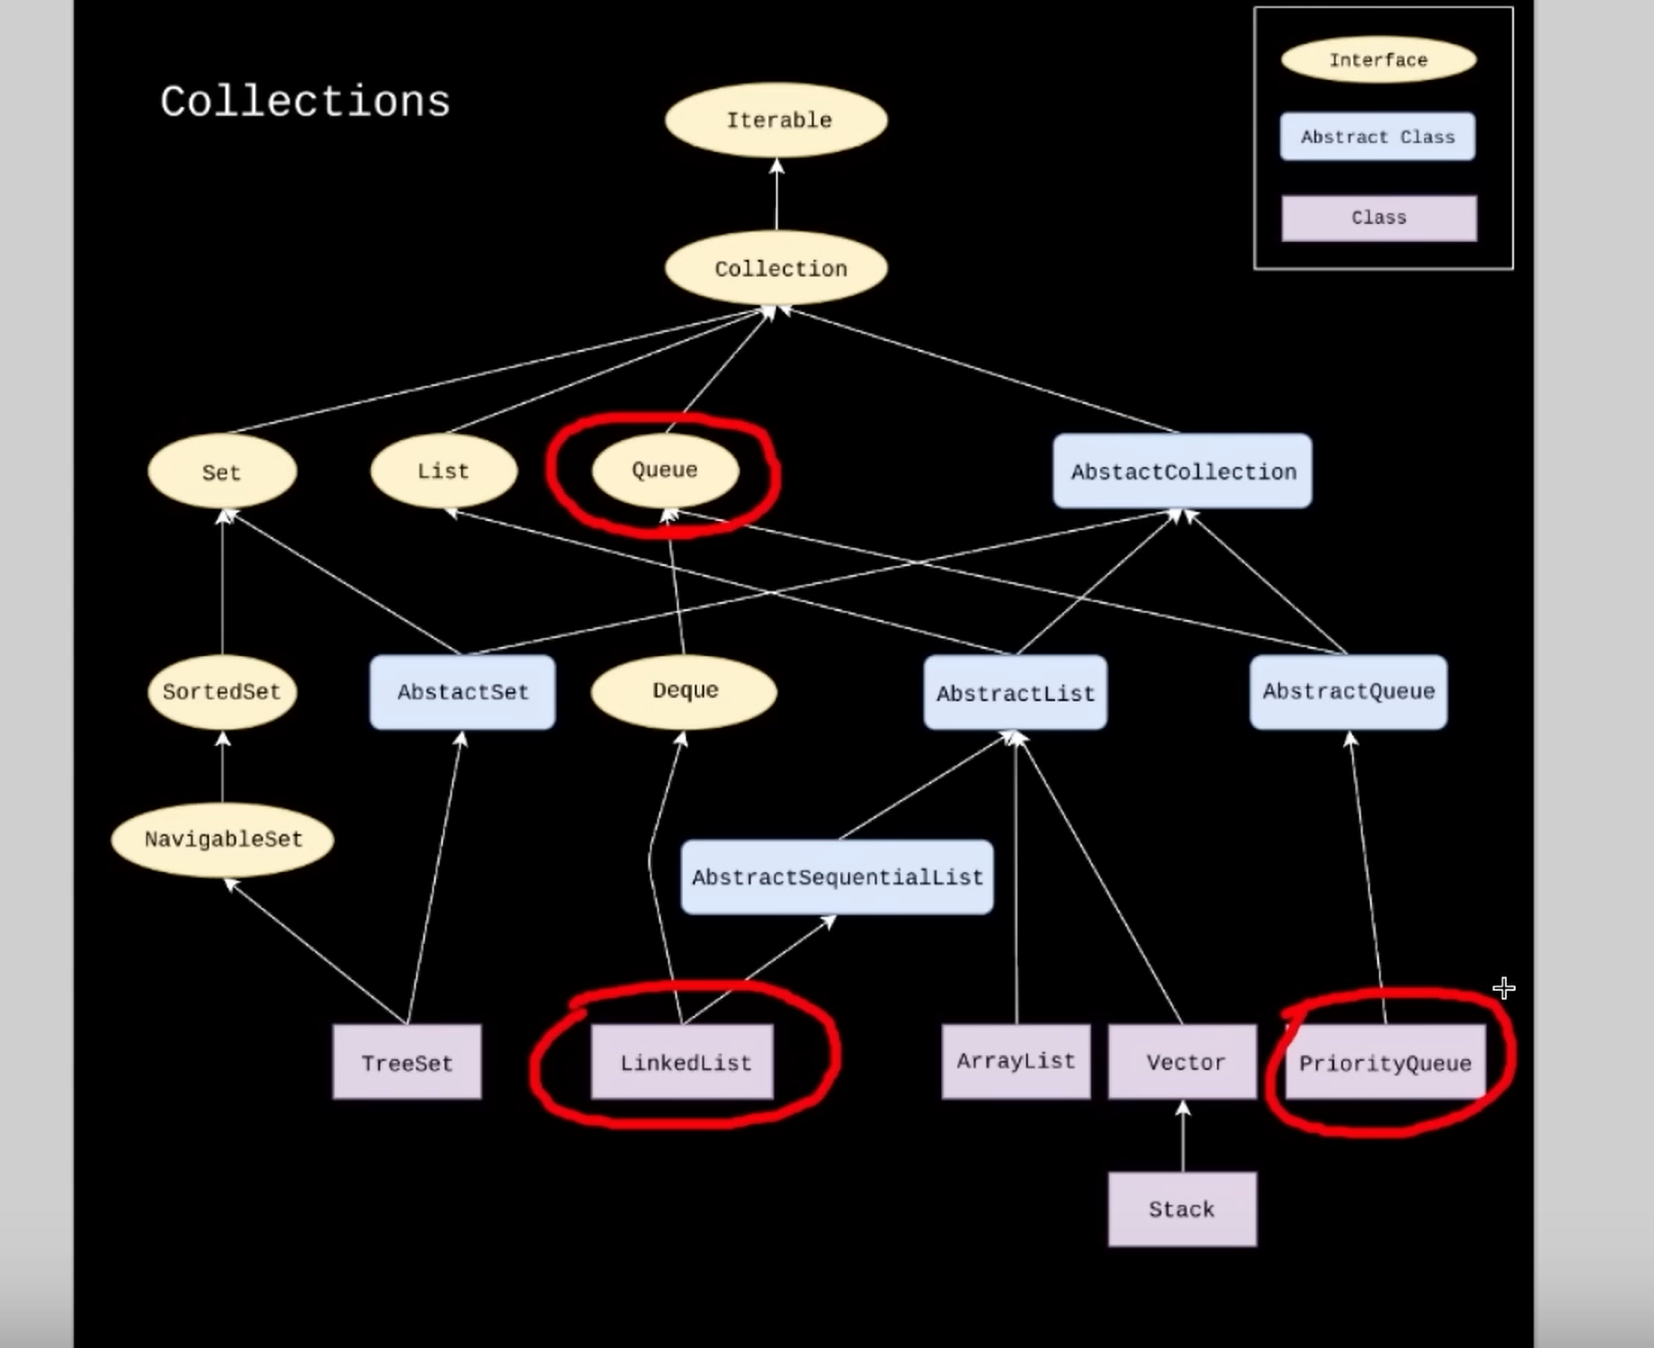 Collections
Interface
Abstract Class
Class
Iterable
Collection
Set
List
Queue
AbstactCollection
SortedSet
AbstactSet
Deque
AbstractList
AbstractQueue
NavigableSet
AbstractSequentialList
TreeSet
LinkedList
ArrayList
Vector
PriorityQueue
Stack